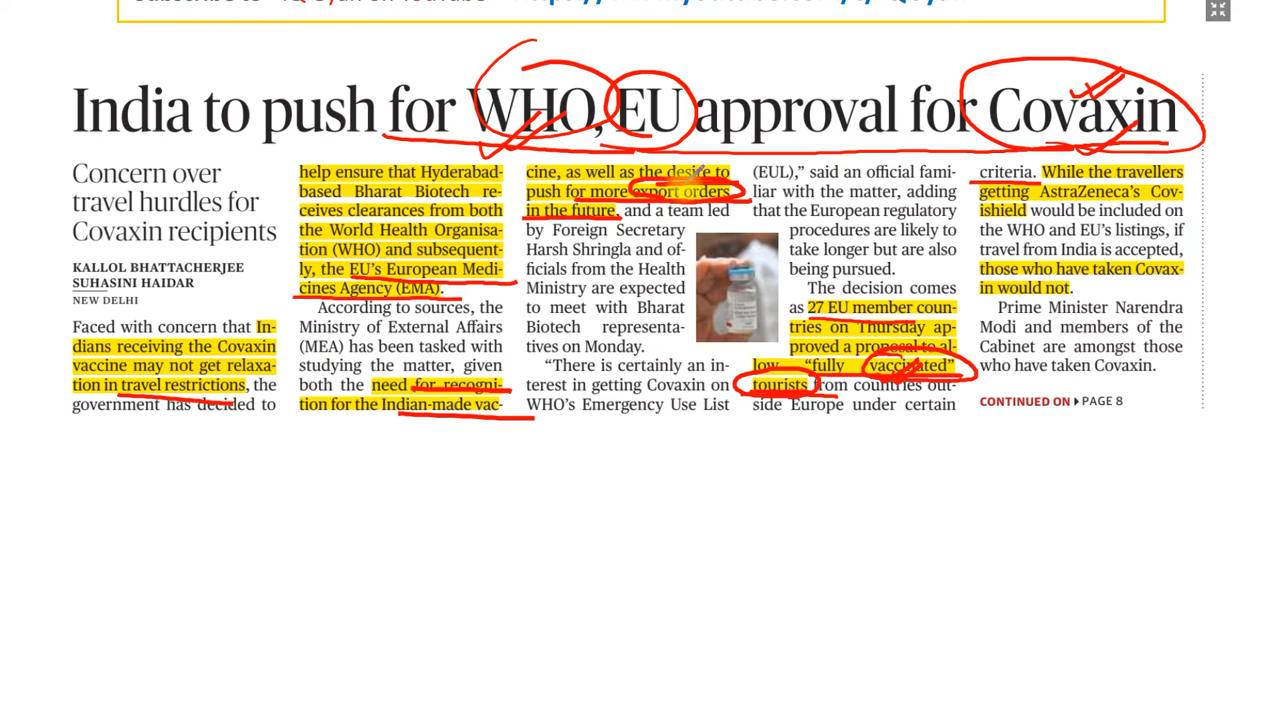 India to push for WHO, EU approval for Covaxin
Concern over
travel hurdles for
Covaxin recipients
KALLOL BHATTACHERJEE
SUHASINI HAIDAR
NEW DELHI
Faced with concern that In-
dians receiving the Covaxin
vaccine may not get relaxa-
tion in travel restrictions, the
government has decided to
help ensure that Hyderabad-
based Bharat Biotech re-
ceives clearances from both
the World Health Organisa-
tion (WHO) and subsequent-
ly, the EU's European Medi-
cines Agency (EMA).
According to sources, the
Ministry of External Affairs
(MEA) has been tasked with
studying the matter, given
both the need for recogni-
tion for the Indian-made vac-
cine, as well as the desire to
push for more export orders
in the future, and a team led
by Foreign Secretary
Harsh Shringla and of-
ficials from the Health
Ministry are expected
to meet with Bharat
Biotech representa-
tives on Monday.
"There is certainly an in-
terest in getting Covaxin on
WHO's Emergency Use List
(EUL)," said an official fami-
liar with the matter, adding
that the European regulatory
procedures are likely to
take longer but are also
being pursued.
The decision comes
as 27 EU member coun-
tries on Thursday ap-
proved a proposal to al-
low "fully vaccinated"
tourists from countries out-
side Europe under certain
criteria. While the travellers
getting AstraZeneca's Cov-
ishield would be included on
the WHO and EU's listings, if
travel from India is accepted,
those who have taken Covax-
in would not.
Prime Minister Narendra
Modi and members of the
Cabinet are amongst those
who have taken Covaxin.
CONTINUED ON ▸ PAGE 8